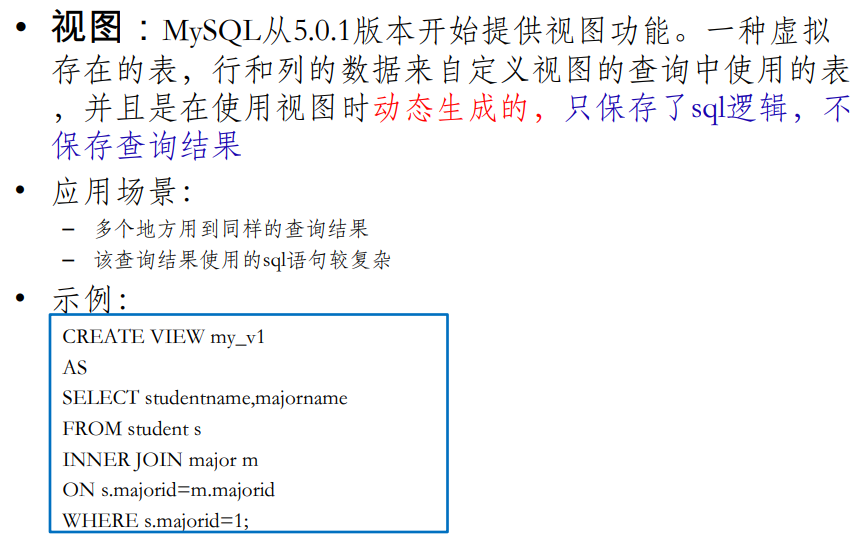 • 视图：MySQL从5.0.1版本开始提供视图功能。一种虚拟
存在的表，行和列的数据来自定义视图的查询中使用的表
，并且是在使用视图时动态生成的，只保存了sql逻辑，不
保存查询结果
• 应用场景：
– 多个地方用到同样的查询结果
– 该查询结果使用的sql语句较复杂
• 示例：
CREATE VIEW my_v1
AS
SELECT studentname,majorname
FROM student s
INNER JOIN major m
ON s.majorid=m.majorid
WHERE s.majorid=1;